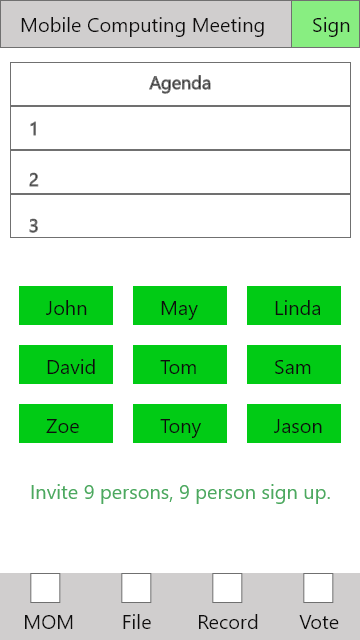 Mobile Computing Meeting Sign
Agenda
1
2
3
John May Linda
David Tom Sam
Zoe Tony Jason
Invite 9 persons, 9 person sign up.
MOM File Record Vote